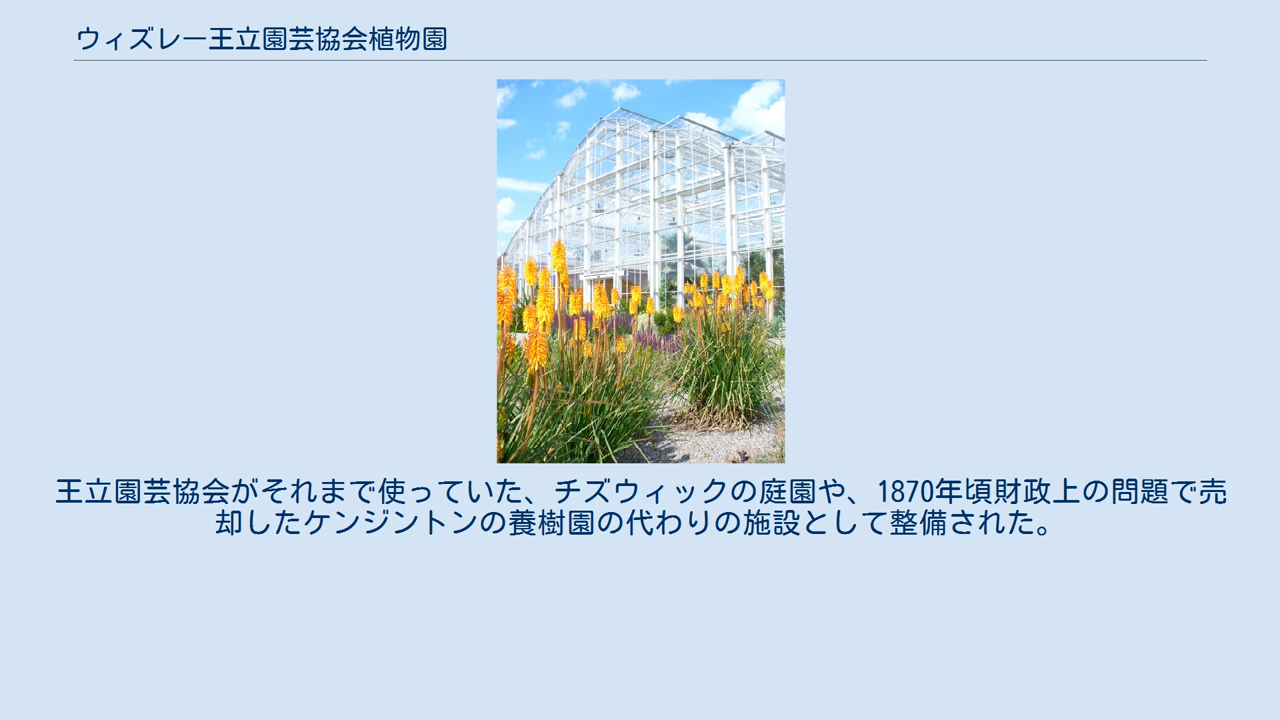 ウィズレー王立園芸協会植物園
王立園芸協会がそれまで使っていた、チズウィックの庭園や、1870年頃財政上の問題で売
却したケンジントンの養樹園の代わりの施設として整備された。